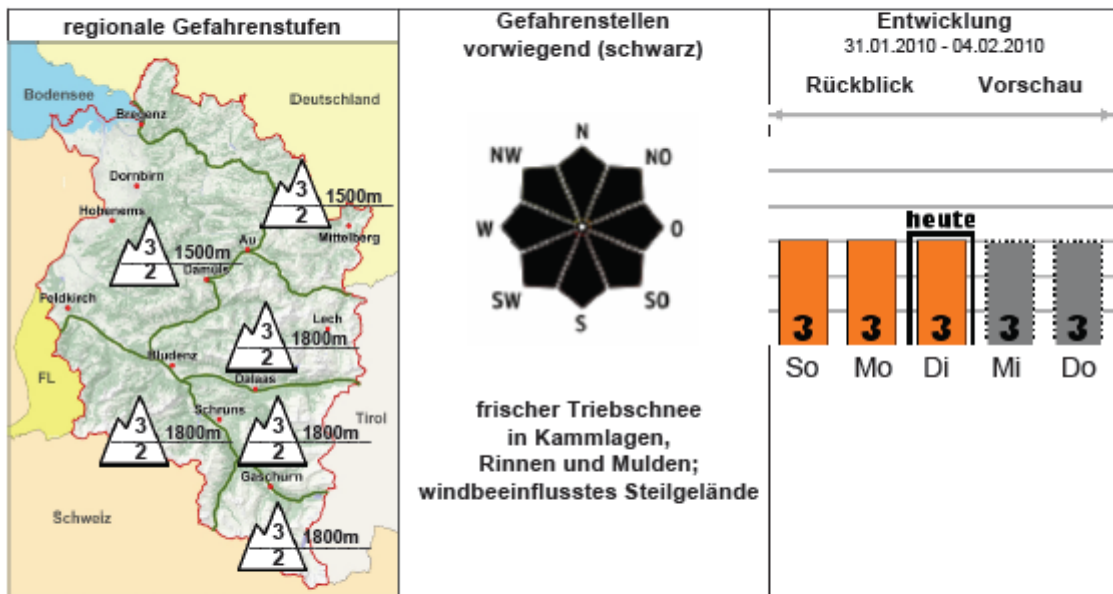 regionale Gefahrenstufen
Bodensee
Deutschland
Bregenz
Dornbirn
Hohenems
3
2
1500m
Mittelberg
3
2
1500m
Au
Damüls
Feldkirch
Lech
3
2
1800m
Bludenz
FL
Dalaas
Schruns
Tirol
3
2
1800m
3
2
1800m
Gaschurn
Schweiz
3
2
1800m
Gefahrenstellen
vorwiegend (schwarz)
N
NW
NO
W
O
SW
SO
S
frischer Triebschnee
in Kammlagen,
Rinnen und Mulden;
windbeeinflusstes Steilgelände
Entwicklung
31.01.2010 - 04.02.2010
Rückblick Vorschau
heute
3 3 3 3 3
So Mo Di Mi Do